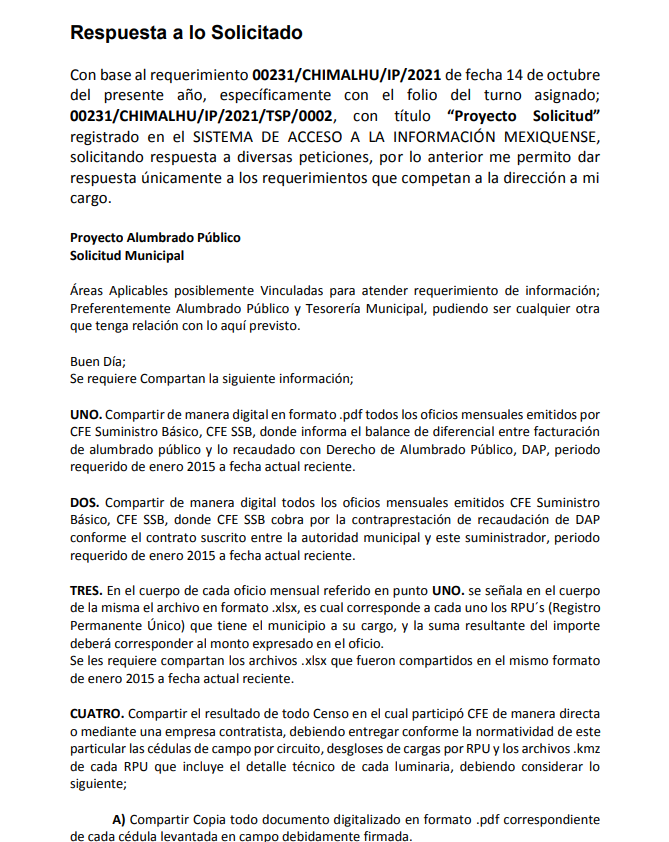 Respuesta a lo Solicitado
Con base al requerimiento 00231/CHIMALHU/IP/2021 de fecha 14 de octubre
del presente año, específicamente con el folio del turno asignado;
00231/CHIMALHU/IP/2021/TSP/0002, con título “Proyecto Solicitud”
registrado en el SISTEMA DE ACCESO A LA INFORMACIÓN MEXIQUENSE,
solicitando respuesta a diversas peticiones, por lo anterior me permito dar
respuesta únicamente a los requerimientos que competan a la dirección a mi
cargo.
Proyecto Alumbrado Público
Solicitud Municipal
Áreas Aplicables posiblemente Vinculadas para atender requerimiento de información;
Preferentemente Alumbrado Público y Tesorería Municipal, pudiendo ser cualquier otra
que tenga relación con lo aquí previsto.
Buen Día;
Se requiere Compartan la siguiente información;
UNO. Compartir de manera digital en formato .pdf todos los oficios mensuales emitidos por
CFE Suministro Básico, CFE SSB, donde informa el balance de diferencial entre facturación
de alumbrado público y lo recaudado con Derecho de Alumbrado Público, DAP, periodo
requerido de enero 2015 a fecha actual reciente.
DOS. Compartir de manera digital todos los oficios mensuales emitidos CFE Suministro
Básico, CFE SSB, donde CFE SSB cobra por la contraprestación de recaudación de DAP
conforme el contrato suscrito entre la autoridad municipal y este suministrador, periodo
requerido de enero 2015 a fecha actual reciente.
TRES. En el cuerpo de cada oficio mensual referido en punto UNO. se señala en el cuerpo
de la misma el archivo en formato .xlsx, es cual corresponde a cada uno los RPU´s (Registro
Permanente Único) que tiene el municipio a su cargo, y la suma resultante del importe
deberá corresponder al monto expresado en el oficio.
Se les requiere compartan los archivos .xlsx que fueron compartidos en el mismo formato
de enero 2015 a fecha actual reciente.
CUATRO. Compartir el resultado de todo Censo en el cual participó CFE de manera directa
o mediante una empresa contratista, debiendo entregar conforme la normatividad de este
particular las cédulas de campo por circuito, desgloses de cargas por RPU y los archivos .kmz
de cada RPU que incluye el detalle técnico de cada luminaria, debiendo considerar lo
siguiente;
A) Compartir Copia todo documento digitalizado en formato .pdf correspondiente
de cada cédula levantada en campo debidamente firmada.